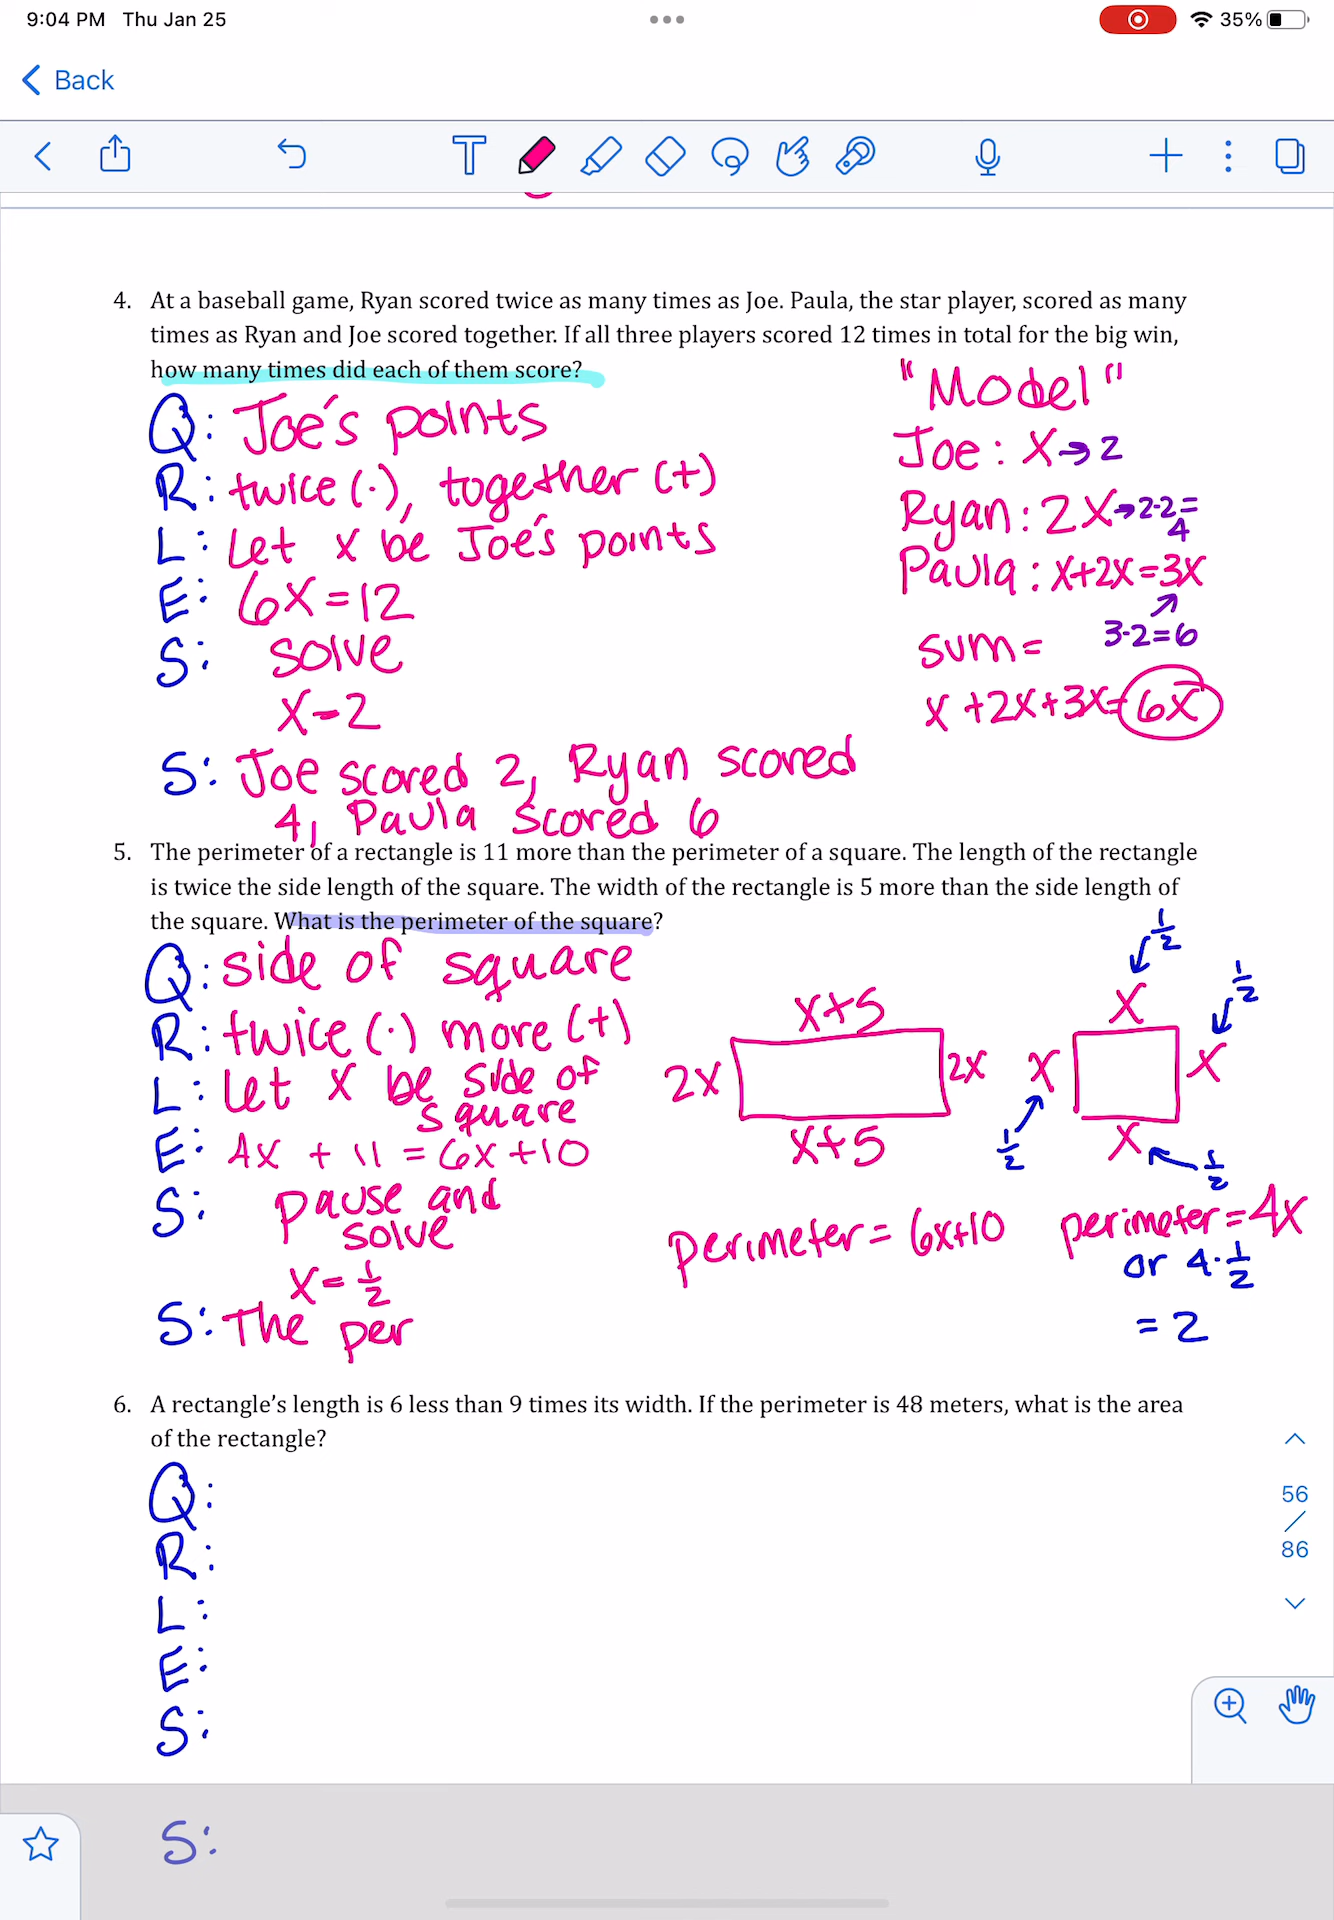 9:04 PM Thu Jan 25
35%
Back
4. At a baseball game, Ryan scored twice as many times as Joe. Paula, the star player, scored as many
times as Ryan and Joe scored together. If all three players scored 12 times in total for the big win,
how many times did each of them score?
"Model"
Q: Joe's points
Joe: X→2
R: twice (·), together (+)
Ryan: 2X→2·2=4
L: Let x be Joe's points
Paula: X+2X=3X
E: 6X=12
3·2=6
S: solve
sum=
X=2
x+2x+3x=6x
S: Joe scored 2, Ryan scored
4, Paula scored 6
5. The perimeter of a rectangle is 11 more than the perimeter of a square. The length of the rectangle
is twice the side length of the square. The width of the rectangle is 5 more than the side length of
the square. What is the perimeter of the square?
Q: side of square
R: twice (·) more (+)
L: Let x be side of
square
E: 4x + 11 = 6x +10
S: pause and
solve
X=1/2
S: The per
x+5
2x
2x
x+5
perimeter = 6x+10
1/2
x
1/2
x
x
1/2
x
1/2
perimeter=4x
or 4·1/2
= 2
6. A rectangle's length is 6 less than 9 times its width. If the perimeter is 48 meters, what is the area
of the rectangle?
Q:
R:
L:
E:
S:
S:
56
/
86